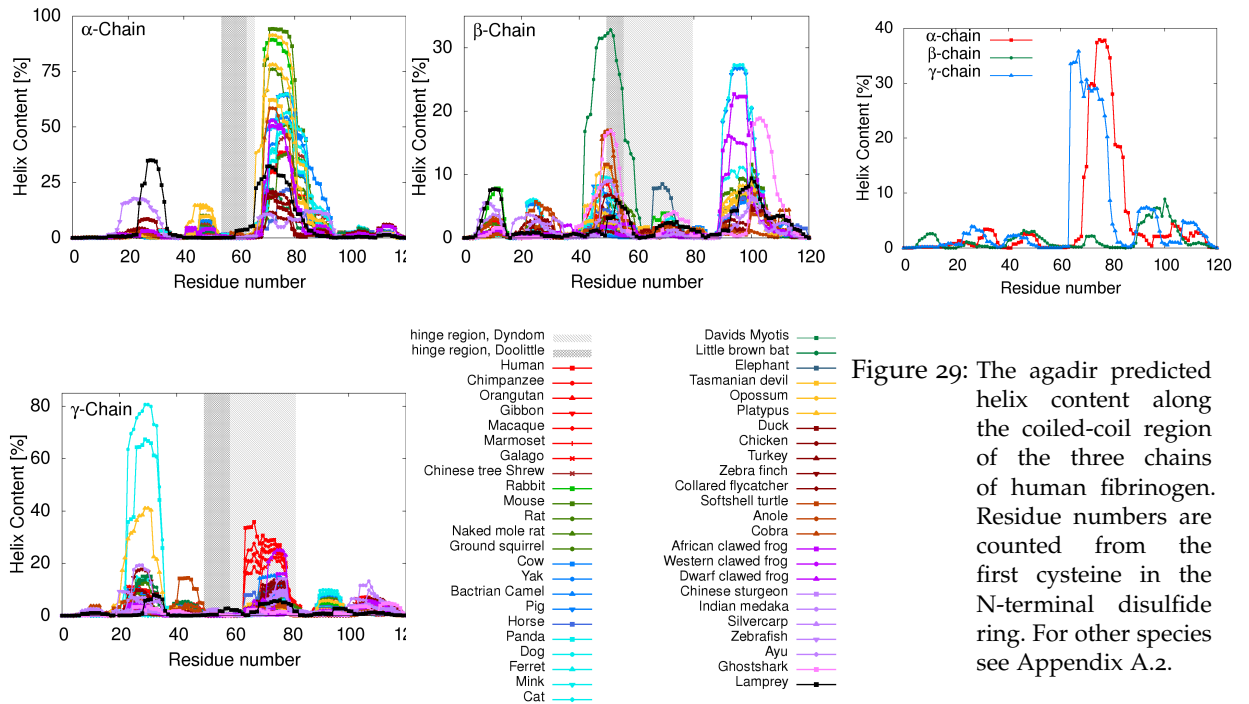 α-Chain
Helix Content [%]
100
75
50
25
0
0 20 40 60 80 100 120
Residue number
β-Chain
Helix Content [%]
30
20
10
0
0 20 40 60 80 100 120
Residue number
α-chain
β-chain
γ-chain
Helix Content [%]
40
30
20
10
0
0 20 40 60 80 100 120
Residue number
γ-Chain
Helix Content [%]
80
60
40
20
0
0 20 40 60 80 100 12
Residue number
hinge region, Dyndom
hinge region, Doolittle
Human
Chimpanzee
Orangutan
Gibbon
Macaque
Marmoset
Galago
Chinese tree Shrew
Rabbit
Mouse
Rat
Naked mole rat
Ground squirrel
Cow
Yak
Bactrian Camel
Pig
Horse
Panda
Dog
Ferret
Mink
Cat
Davids Myotis
Little brown bat
Elephant
Tasmanian devil
Opossum
Platypus
Duck
Chicken
Turkey
Zebra finch
Collared flycatcher
Softshell turtle
Anole
Cobra
African clawed frog
Western clawed frog
Dwarf clawed frog
Chinese sturgeon
Indian medaka
Silvercarp
Zebrafish
Ayu
Ghostshark
Lamprey
Figure 29: The agadir predicted
helix content along
the coiled-coil region
of the three chains
of human fibrinogen.
Residue numbers are
counted from the
first cysteine in the
N-terminal disulfide
ring. For other species
see Appendix A.2.